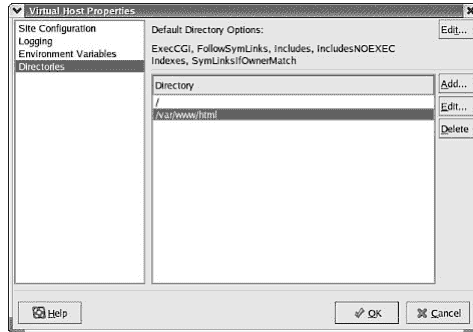 Virtual Host Properties
Site Configuration
Logging
Environment Variables
Directories
Default Directory Options:
Edit...
ExecCGI, FollowSymLinks, Includes, IncludesNOEXEC
Indexes, SymLinksIfOwnerMatch
Directory
/
/var/www/html
Add...
Edit...
Delete
Help
OK
Cancel